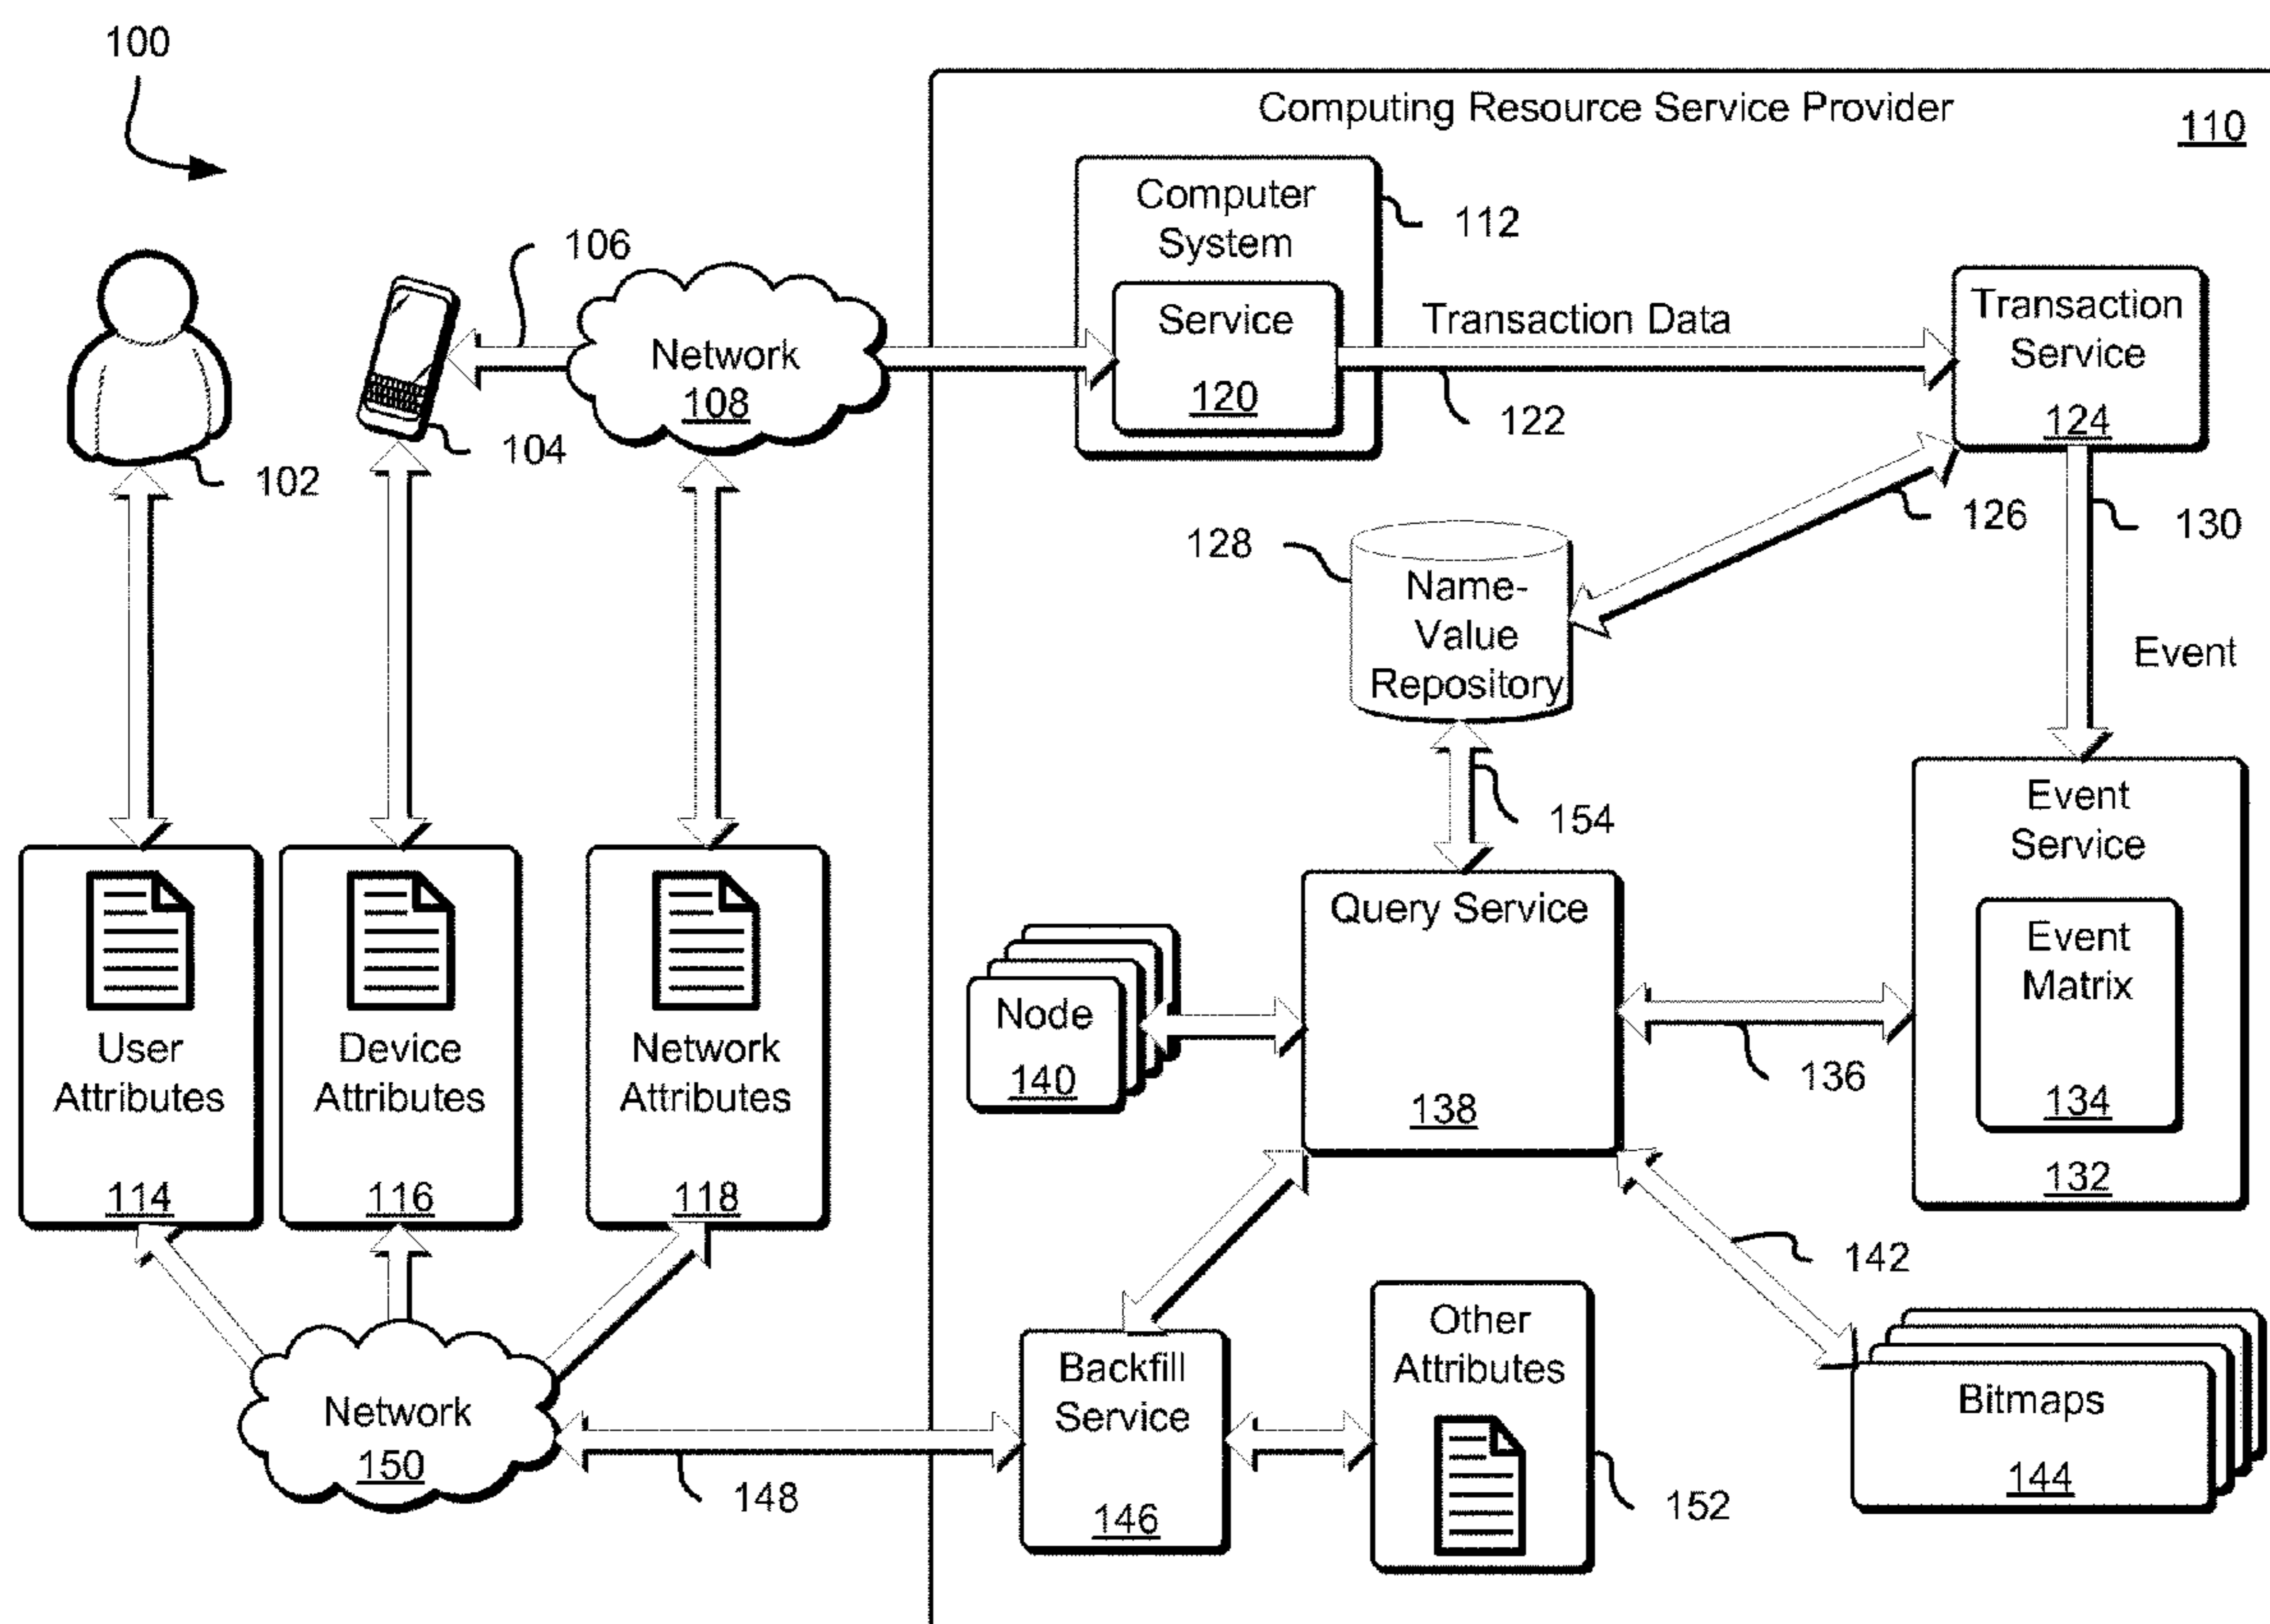 100
Computing Resource Service Provider
110
Computer
System
112
106
Service
120
Transaction Data
122
Transaction
Service
124
Network
108
104
102
126
130
128
Name-
Value
Repository
Event
154
Event
Service
Event
Matrix
134
132
Query Service
138
136
Node
140
User
Attributes
114
Device
Attributes
116
Network
Attributes
118
142
Other
Attributes
152
Backfill
Service
146
Bitmaps
144
Network
150
148